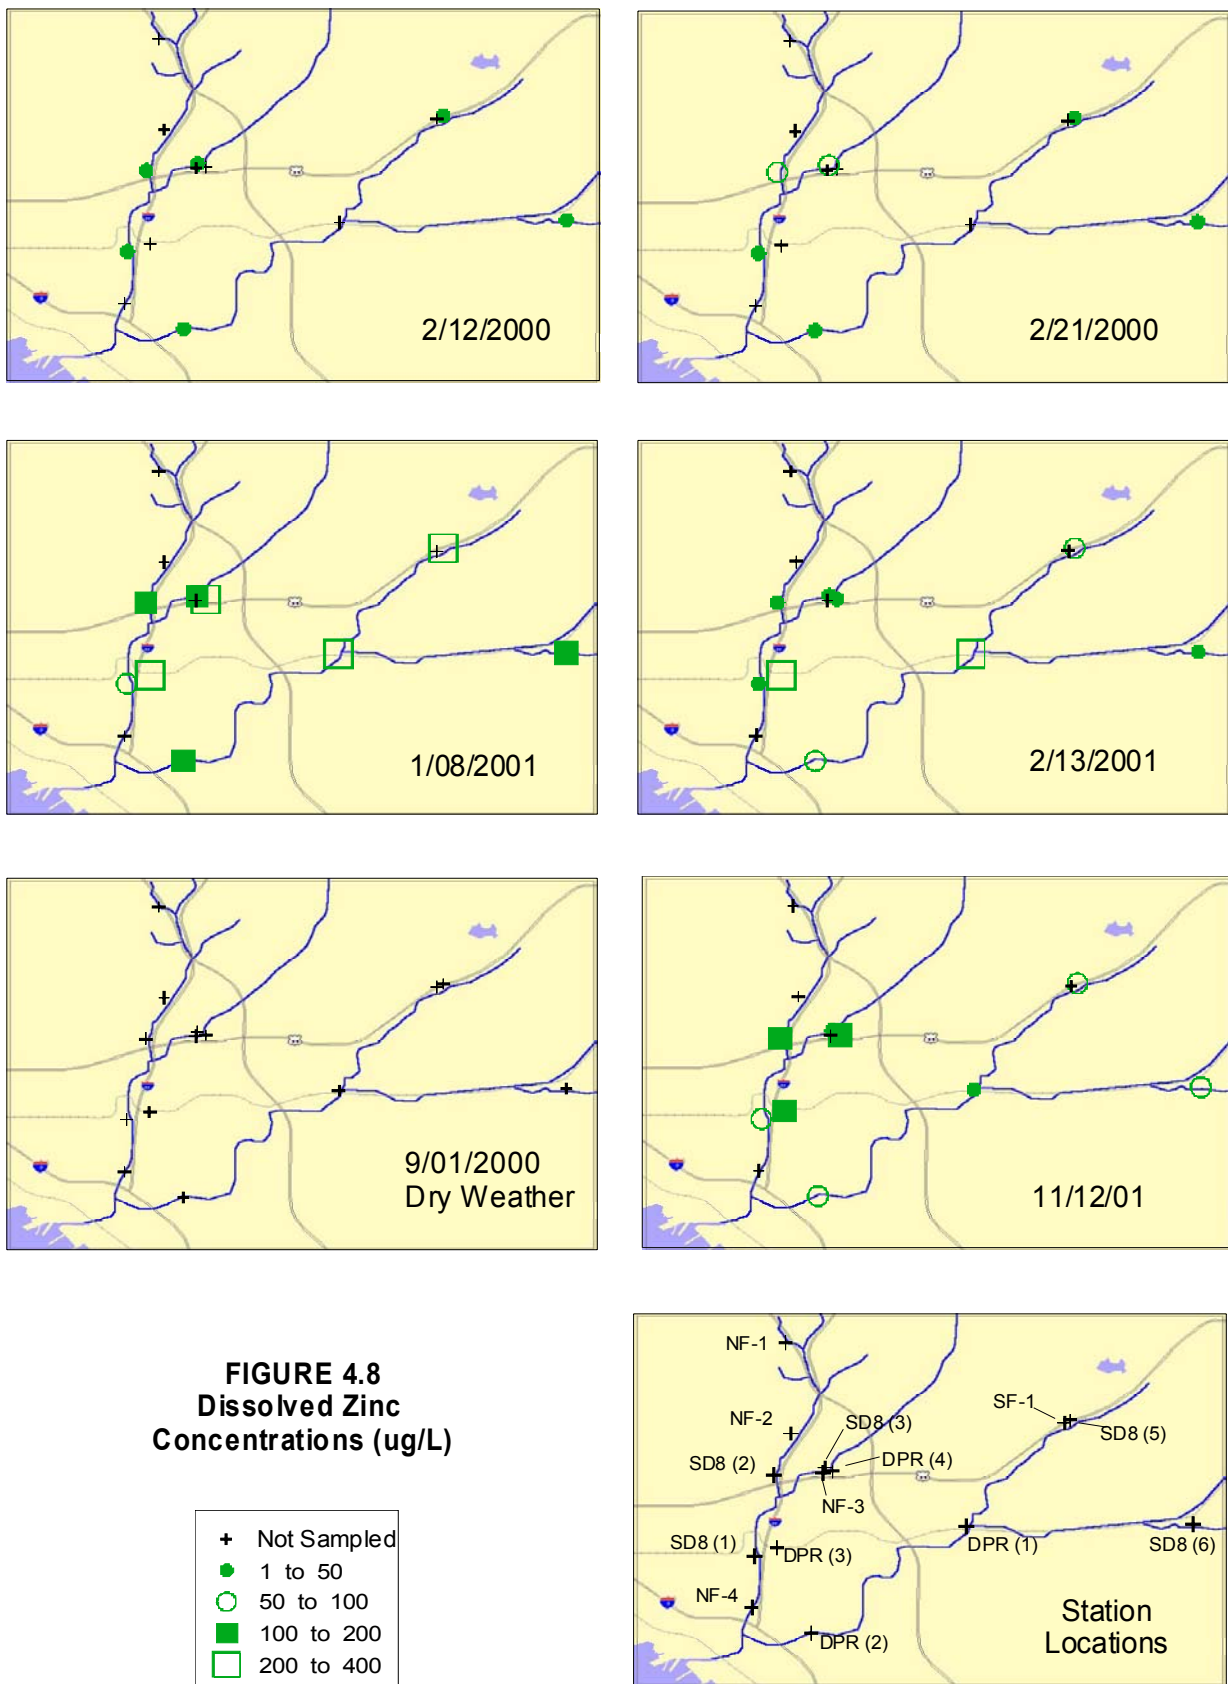 2/12/2000
2/21/2000
1/08/2001
2/13/2001
9/01/2000
Dry Weather
11/12/01
FIGURE 4.8
Dissolved Zinc
Concentrations (ug/L)
Not Sampled
1 to 50
50 to 100
100 to 200
200 to 400
NF-1
NF-2
SD8 (3)
SF-1
SD8 (5)
SD8 (2)
DPR (4)
NF-3
SD8 (1)
DPR (3)
DPR (1)
SD8 (6)
NF-4
DPR (2)
Station
Locations